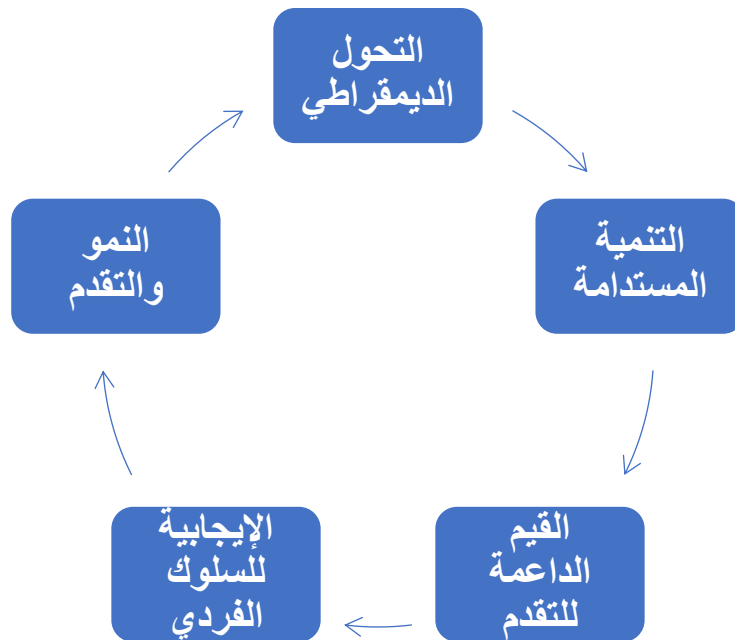 التحول
الديمقراطي
التنمية
المستدامة
القيم
الداعمة
للتقدم
الإيجابية
للسلوك
الفردي
النمو
والتقدم